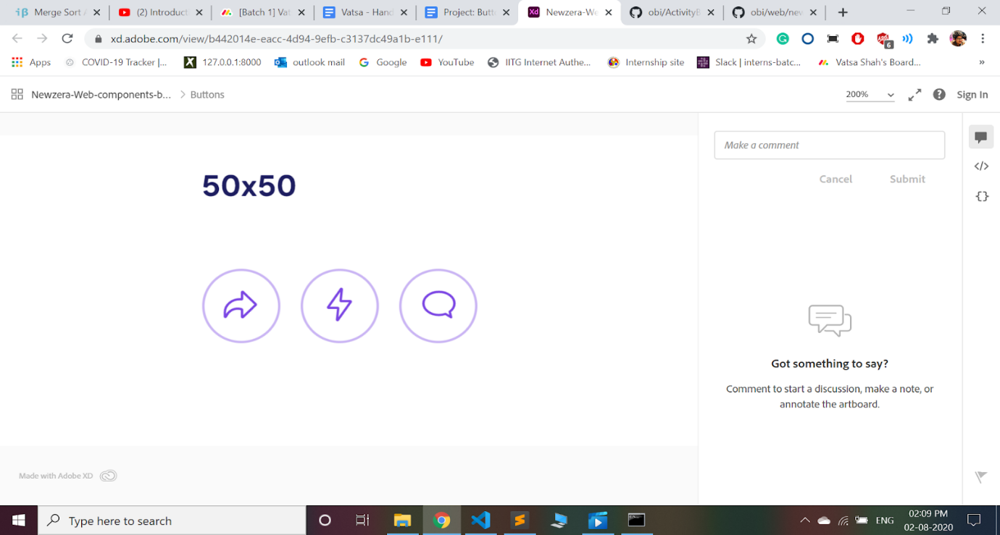 Merge Sort A
(2) Introduct
[Batch 1] Vat
Vatsa - Hand
Project: Butt
Newzera-We
obi/ActivityB
obi/web/new
xd.adobe.com/view/b442014e-eacc-4d94-9efb-c3137dc49a1b-e111/
6
Apps
COVID-19 Tracker |...
127.0.0.1:8000
outlook mail
Google
YouTube
IITG Internet Authe...
Internship site
Slack | interns-batc...
Vatsa Shah's Board...
»
Newzera-Web-components-b... > Buttons
200%
Sign In
Make a comment
Cancel
Submit
50x50
Got something to say?
Comment to start a discussion, make a note, or
annotate the artboard.
Made with Adobe XD
Type here to search
ENG
02:09 PM
02-08-2020